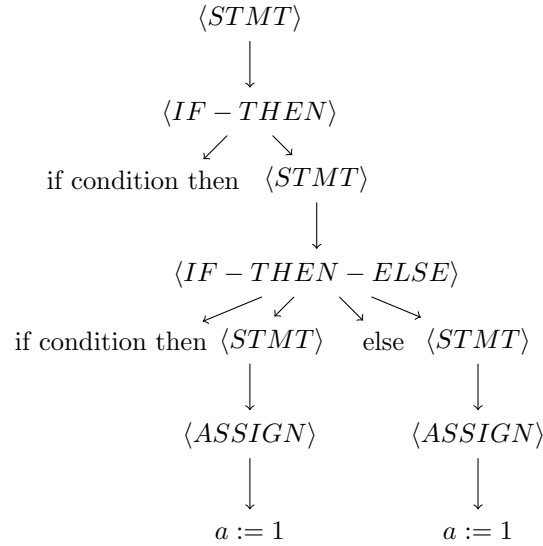 ⟨STMT⟩
⟨IF − THEN⟩
if condition then ⟨STMT⟩
⟨IF − THEN − ELSE⟩
if condition then ⟨STMT⟩ else ⟨STMT⟩
⟨ASSIGN⟩ ⟨ASSIGN⟩
a := 1 a := 1